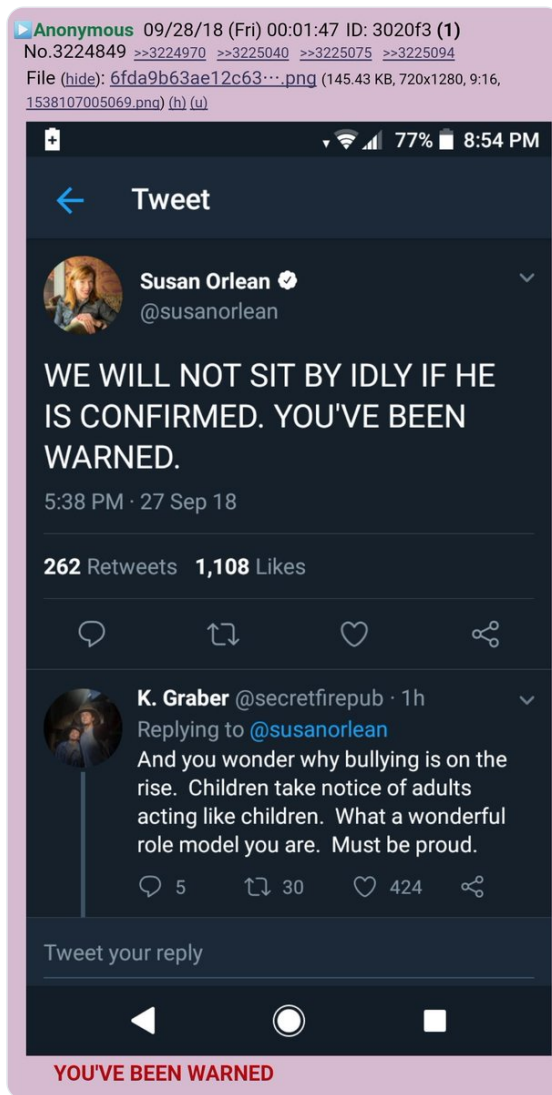 Anonymous 09/28/18 (Fri) 00:01:47 ID: 3020f3 (1)
No.3224849 >>3224970 >>3225040 >>3225075 >>3225094
File (hide): 6fda9b63ae12c63⋯.png (145.43 KB, 720x1280, 9:16,
1538107005069.png) (h) (u)
77% 8:54 PM
Tweet
Susan Orlean
@susanorlean
WE WILL NOT SIT BY IDLY IF HE
IS CONFIRMED. YOU'VE BEEN
WARNED.
5:38 PM · 27 Sep 18
262 Retweets 1,108 Likes
K. Graber @secretfirepub · 1h
Replying to @susanorlean
And you wonder why bullying is on the
rise. Children take notice of adults
acting like children. What a wonderful
role model you are. Must be proud.
5 30 424
Tweet your reply
YOU'VE BEEN WARNED